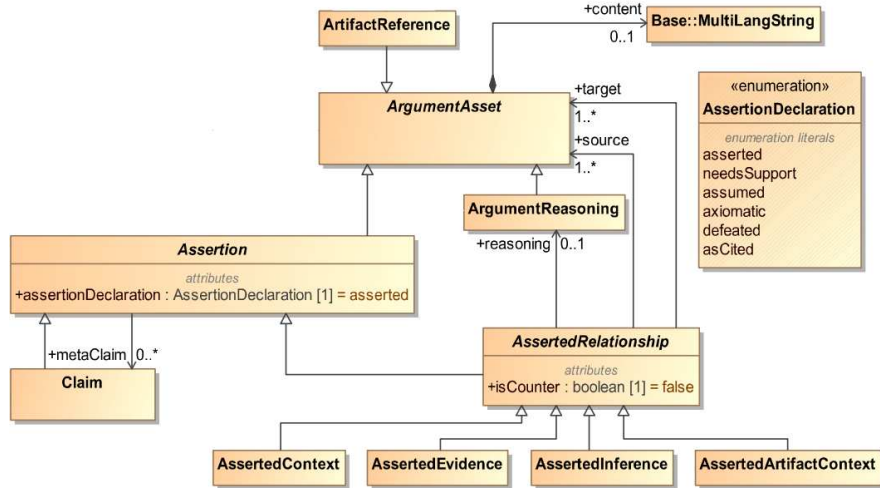 +content
ArtifactReference
Base::MultiLangString
0..1
«enumeration»
AssertionDeclaration
enumeration literals
asserted
needsSupport
assumed
axiomatic
defeated
asCited
+target
ArgumentAsset
1..*
+source
1..*
ArgumentReasoning
+reasoning 0..1
Assertion
attributes
+assertionDeclaration : AssertionDeclaration [1] = asserted
AssertedRelationship
attributes
+isCounter : boolean [1] = false
+metaClaim 0..*
Claim
AssertedContext
AssertedEvidence
AssertedInference
AssertedArtifactContext